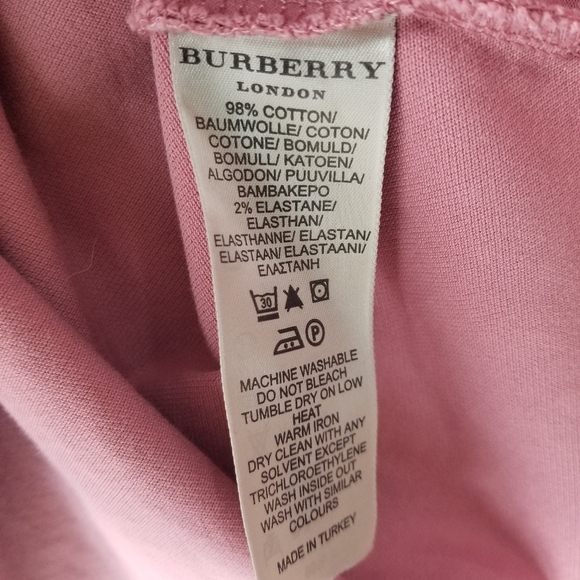 BURBERRY
LONDON
98% COTTON/
BAUMWOLLE/ COTON/
COTONE/ BOMULD/
BOMULL/ KATOEN/
ALGODON/ PUUVILLA/
ΒΑΜΒΑΚΕΡΟ
2% ELASTANE/
ELASTHAN/
ELASTHANNE/ ELASTAN/
ELASTAAN/ ELASTAANI/
ΕΛΑΣΤΑΝΗ
30
P
MACHINE WASHABLE
DO NOT BLEACH
TUMBLE DRY ON LOW
HEAT
WARM IRON
DRY CLEAN WITH ANY
SOLVENT EXCEPT
TRICHLOROETHYLENE
WASH INSIDE OUT
WASH WITH SIMILAR
COLOURS
MADE IN TURKEY